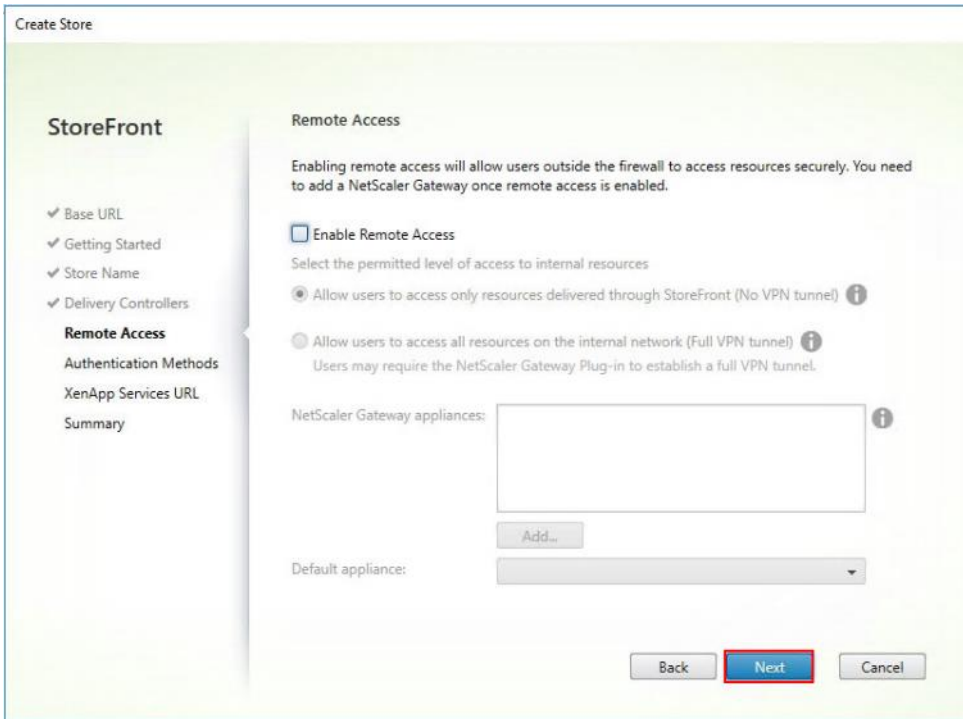 Create Store
StoreFront
Base URL
Getting Started
Store Name
Delivery Controllers
Remote Access
Authentication Methods
XenApp Services URL
Summary
Remote Access
Enabling remote access will allow users outside the firewall to access resources securely. You need
to add a NetScaler Gateway once remote access is enabled.
Enable Remote Access
Select the permitted level of access to internal resources
Allow users to access only resources delivered through StoreFront (No VPN tunnel)
Allow users to access all resources on the internal network (Full VPN tunnel)
Users may require the NetScaler Gateway Plug-in to establish a full VPN tunnel.
NetScaler Gateway appliances:
Add...
Default appliance:
Back
Next
Cancel